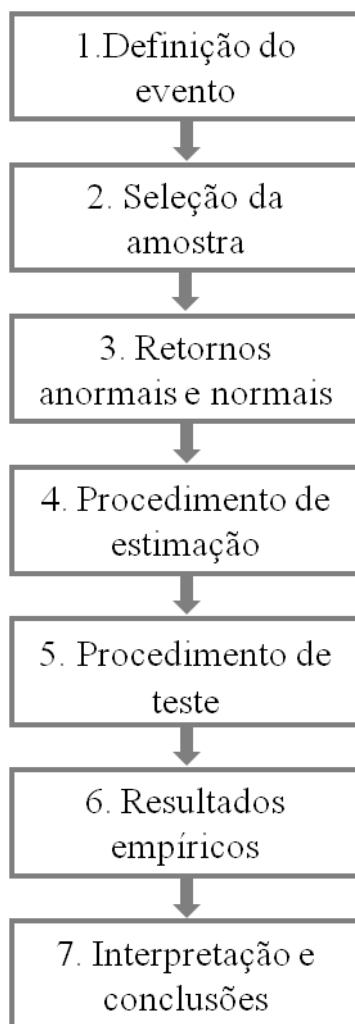 1.Definição do
evento
2. Seleção da
amostra
3. Retornos
anormais e normais
4. Procedimento de
estimação
5. Procedimento de
teste
6. Resultados
empíricos
7. Interpretação e
conclusões